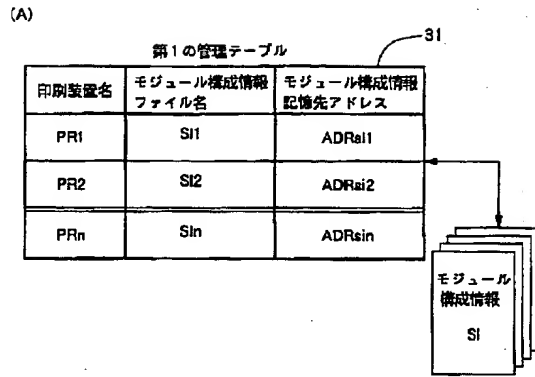 (A)
第1の管理テーブル
31
印刷装置名 モジュール構成情報ファイル名 モジュール構成情報記憶先アドレス
PR1 SI1 ADRsi1
PR2 SI2 ADRsi2
PRn SIn ADRsin
モジュール
構成情報
SI